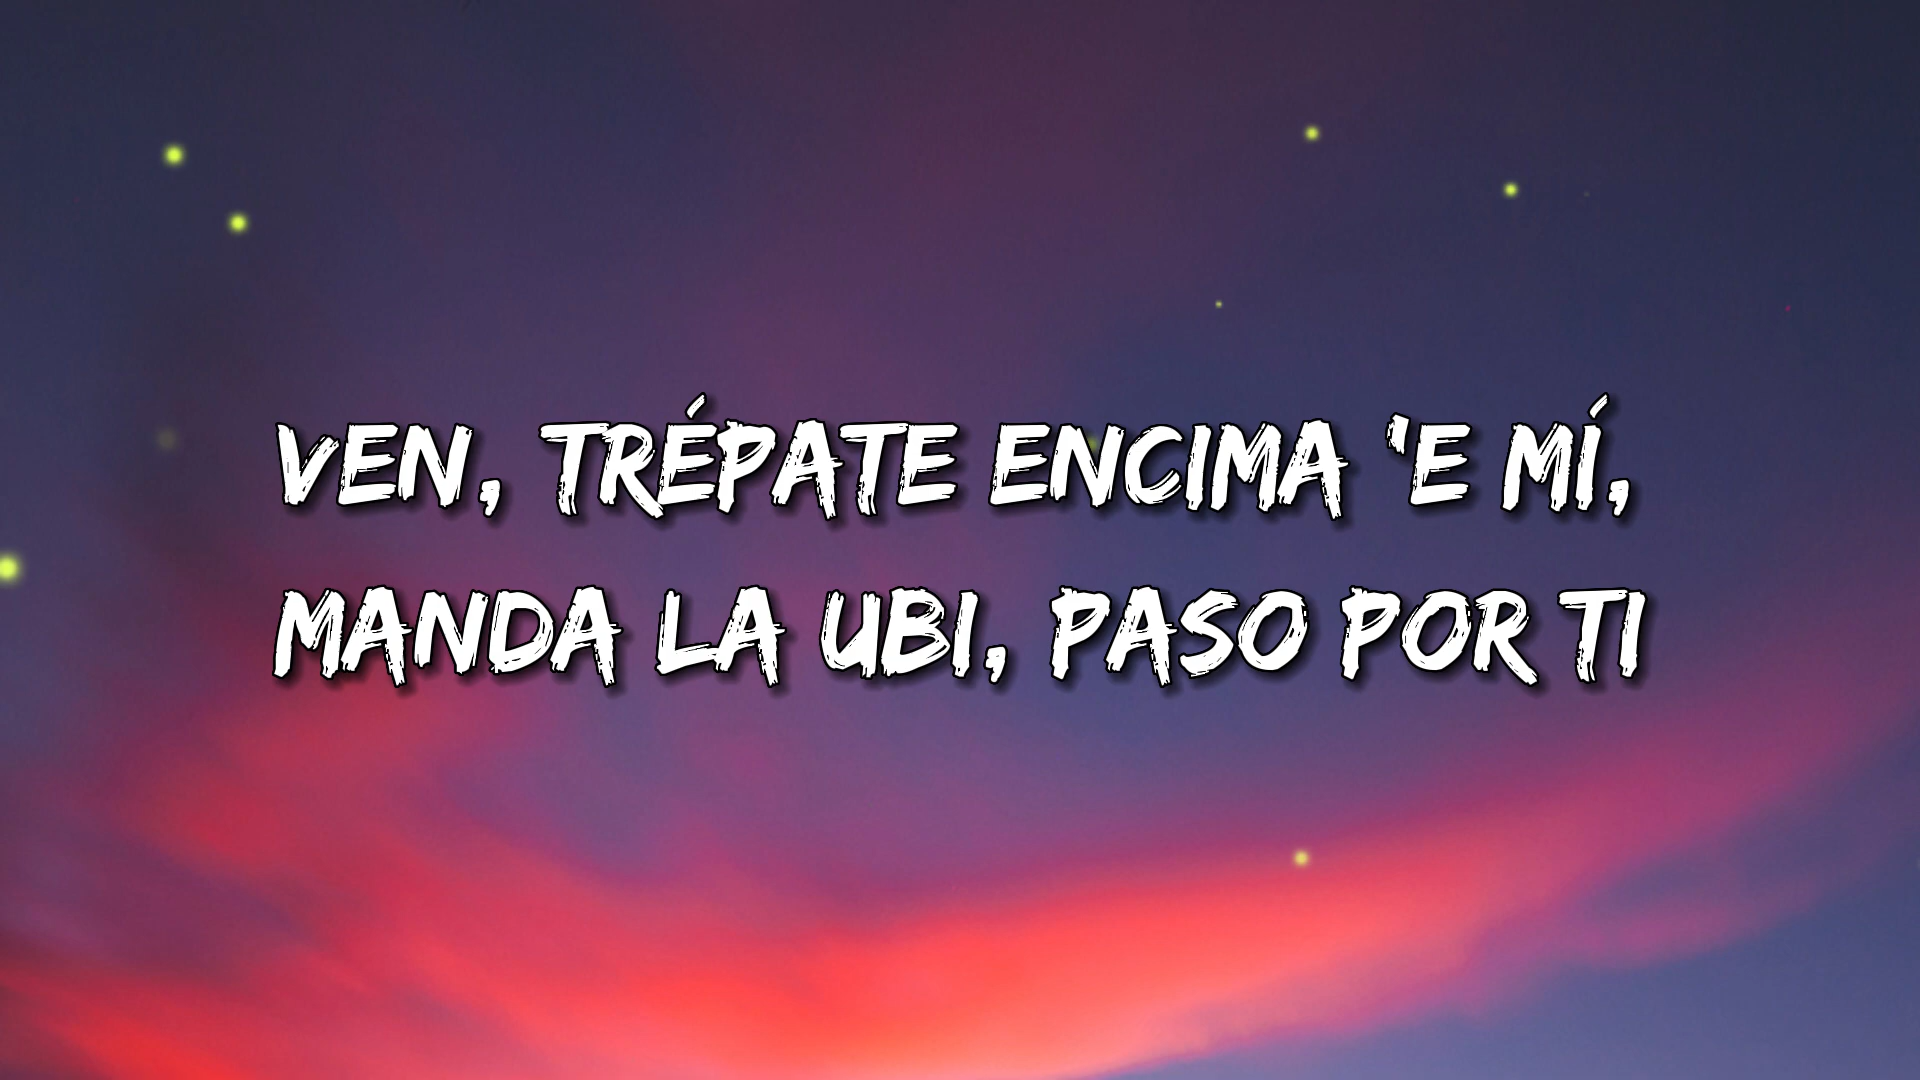 VEN, TRÉPATE ENCIMA 'E MÍ,
MANDA LA UBI, PASO POR TI